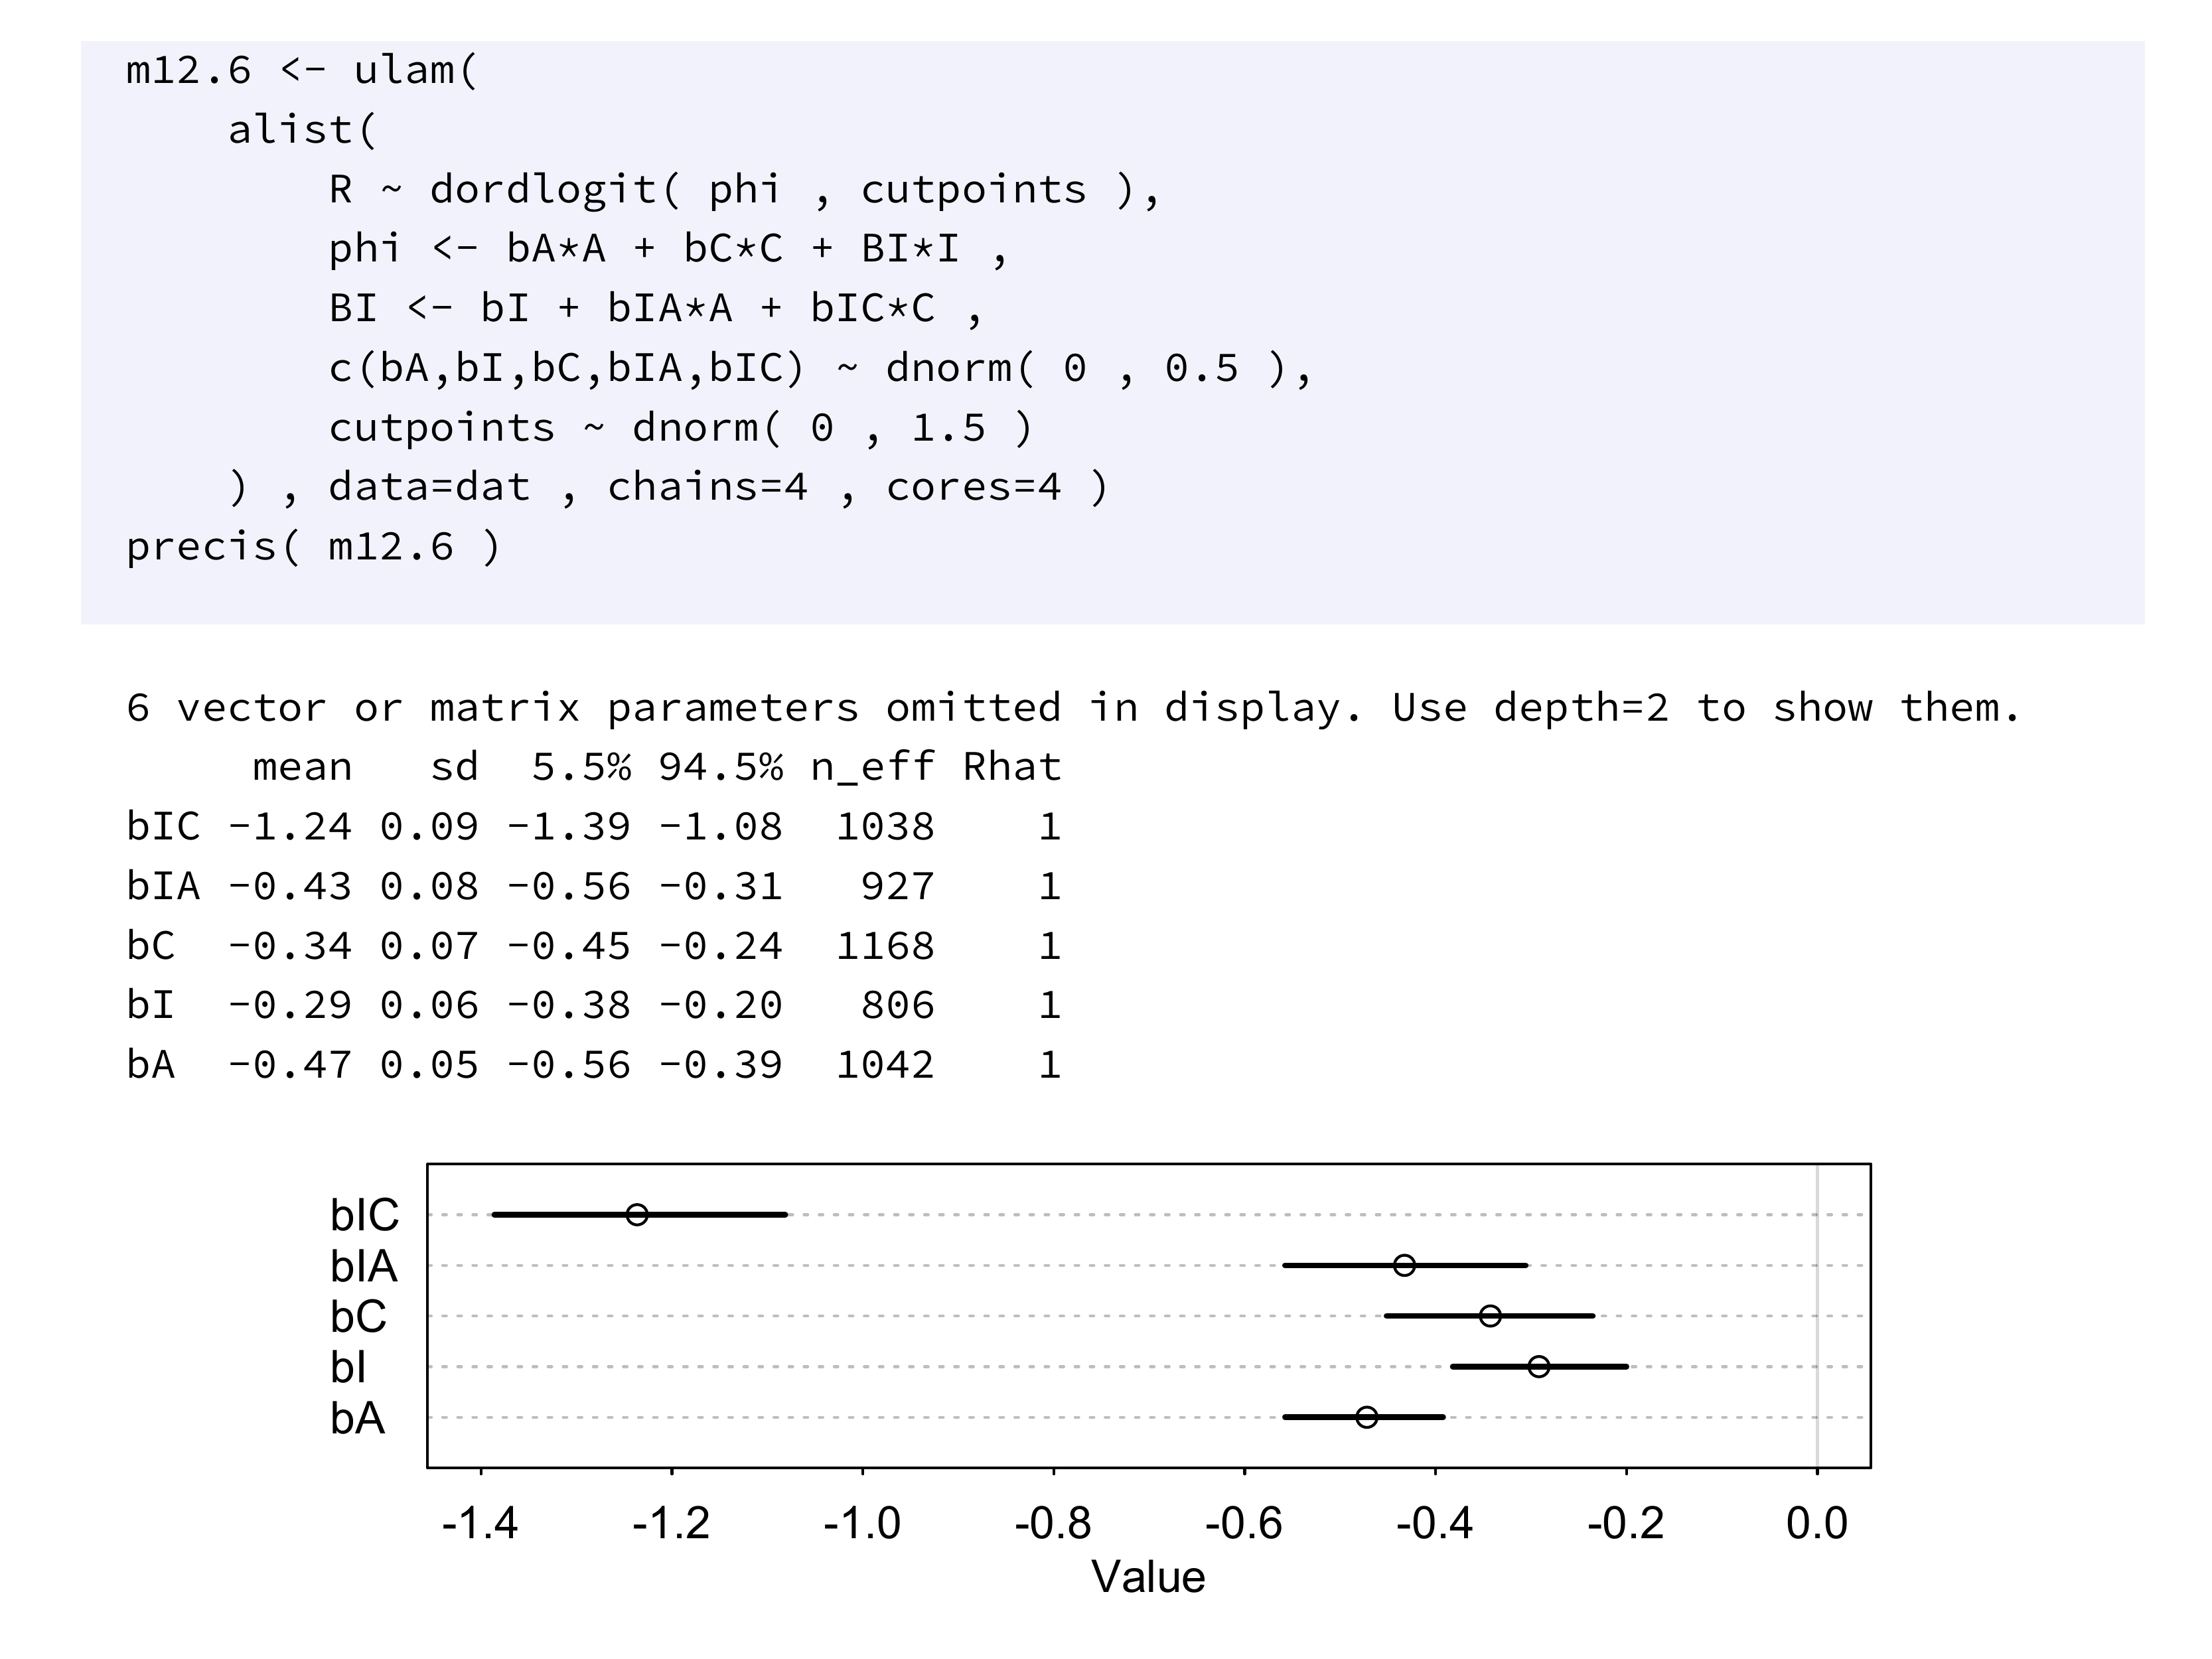 m12.6 <- ulam(
    alist(
        R ~ dordlogit( phi , cutpoints ),
        phi <- bA*A + bC*C + BI*I ,
        BI <- bI + bIA*A + bIC*C ,
        c(bA,bI,bC,bIA,bIC) ~ dnorm( 0 , 0.5 ),
        cutpoints ~ dnorm( 0 , 1.5 )
    ) , data=dat , chains=4 , cores=4 )
precis( m12.6 )
6 vector or matrix parameters omitted in display. Use depth=2 to show them.
     mean   sd  5.5% 94.5% n_eff Rhat
bIC −1.24 0.09 −1.39 −1.08  1038    1
bIA −0.43 0.08 −0.56 −0.31   927    1
bC  −0.34 0.07 −0.45 −0.24  1168    1
bI  −0.29 0.06 −0.38 −0.20   806    1
bA  −0.47 0.05 −0.56 −0.39  1042    1
bIC
bIA
bC
bI
bA
-1.4 -1.2 -1.0 -0.8 -0.6 -0.4 -0.2 0.0
Value